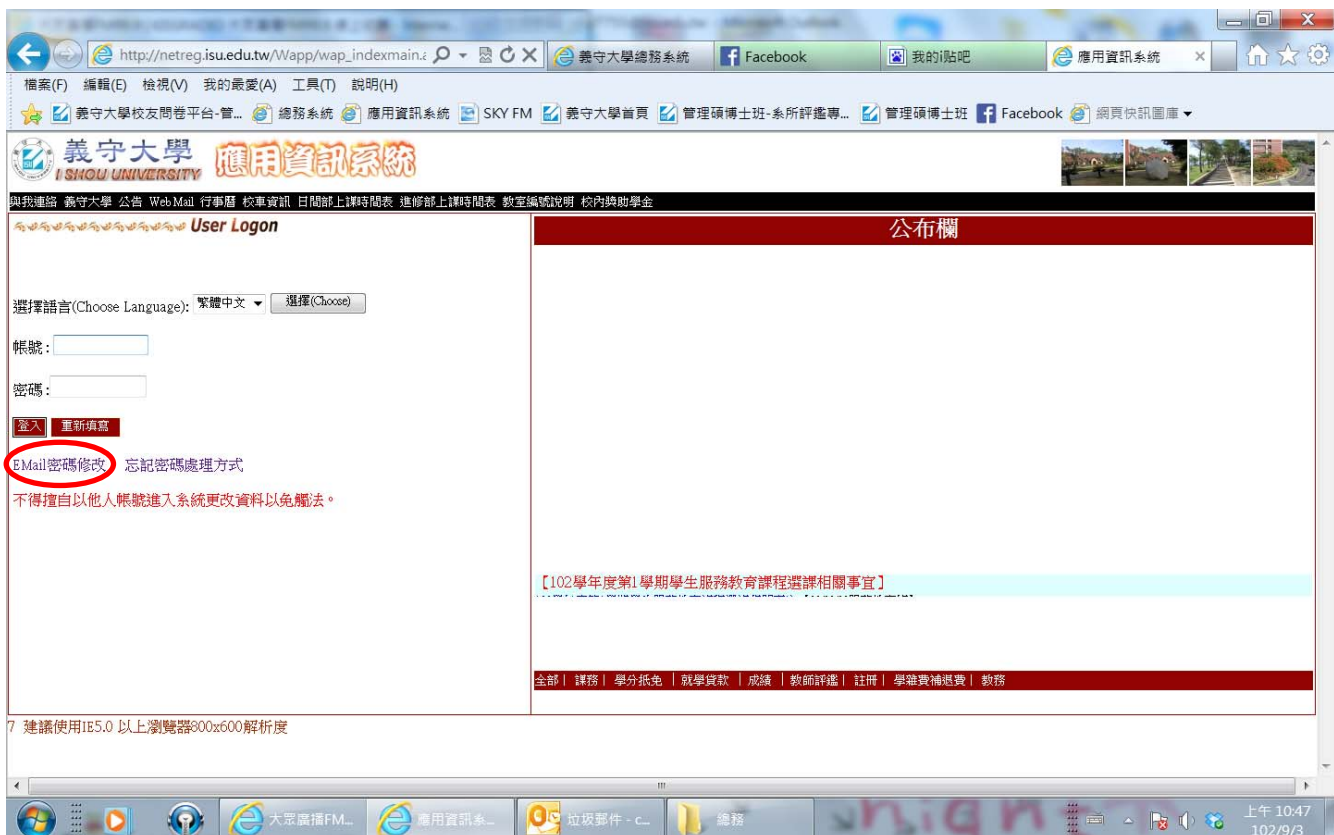 http://netreg.isu.edu.tw/Wapp/wap_indexmain.a
義守大學總務系統
Facebook
我的i贴吧
應用資訊系統
檔案(F) 編輯(E) 檢視(V) 我的最愛(A) 工具(T) 說明(H)
義守大學校友問卷平台-管... 總務系統 應用資訊系統 SKY FM 義守大學首頁 管理碩博士班-系所評鑑專... 管理碩博士班 Facebook 網頁快訊圖庫
義守大學
I SHOU UNIVERSITY
應用資訊系統
與我連絡 義守大學 公告 WebMail 行事曆 校車資訊 日間部上課時間表 進修部上課時間表 教室編號說明 校內獎助學金
User Logon
公布欄
選擇語言(Choose Language): 繁體中文 選擇(Choose)
帳號:
密碼:
登入 重新填寫
EMail密碼修改 忘記密碼處理方式
不得擅自以他人帳號進入系統更改資料以免觸法。
【102學年度第1學期學生服務教育課程選課相關事宜】
全部| 課務| 學分抵免 | 就學貸款 | 成績 | 教師評鑑| 註冊| 學雜費補退費| 教務
7 建議使用IE5.0 以上瀏覽器800x600解析度
大眾廣播FM...
應用資訊系...
垃圾郵件 - c...
總務
night
上午 10:47
102/9/3